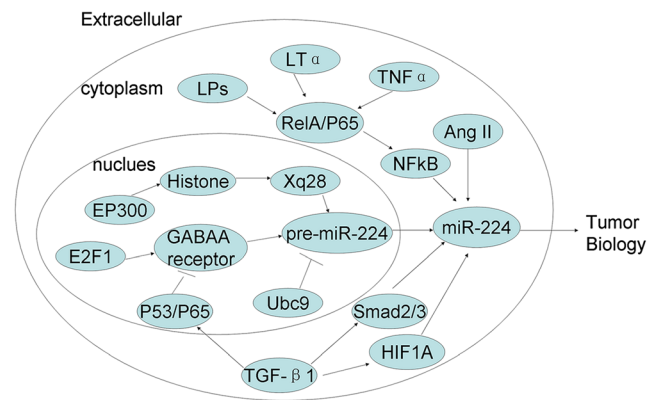 Extracellular
LT α
TNF α
cytoplasm
LPs
RelA/P65
Ang II
NFkB
nuclues
Histone
Xq28
EP300
GABAA
receptor
pre-miR-224
miR-224
Tumor
Biology
E2F1
P53/P65
Ubc9
Smad2/3
HIF1A
TGF- β 1